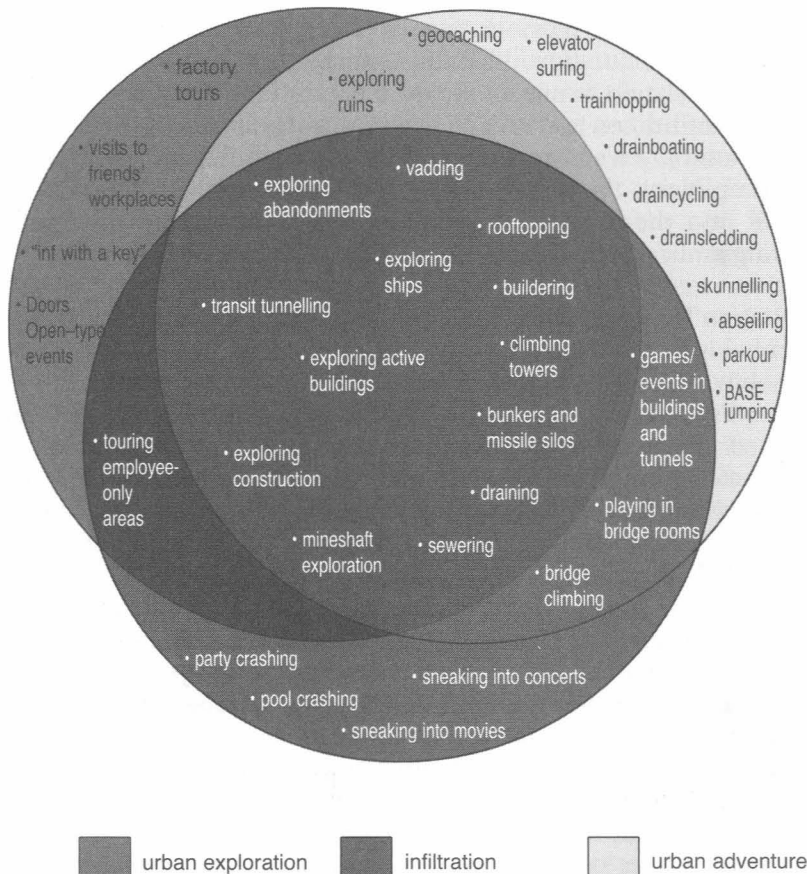 • geocaching
• elevator
surfing
• factory
tours
• exploring
ruins
• trainhopping
• visits to
friends'
workplaces
• drainboating
• vadding
• exploring
abandonments
• draincycling
• rooftopping
• drainsledding
• "inf with a key"
• exploring
ships
• buildering
• skunnelling
• Doors
Open–type
events
• transit tunnelling
• abseiling
• climbing
towers
• exploring active
buildings
• games/
events in
buildings
and
tunnels
• parkour
• BASE
jumping
• bunkers and
missile silos
• touring
employee-
only
areas
• exploring
construction
• draining
• playing in
bridge rooms
• mineshaft
exploration
• sewering
• bridge
climbing
• party crashing
• sneaking into concerts
• pool crashing
• sneaking into movies
urban exploration
infiltration
urban adventure